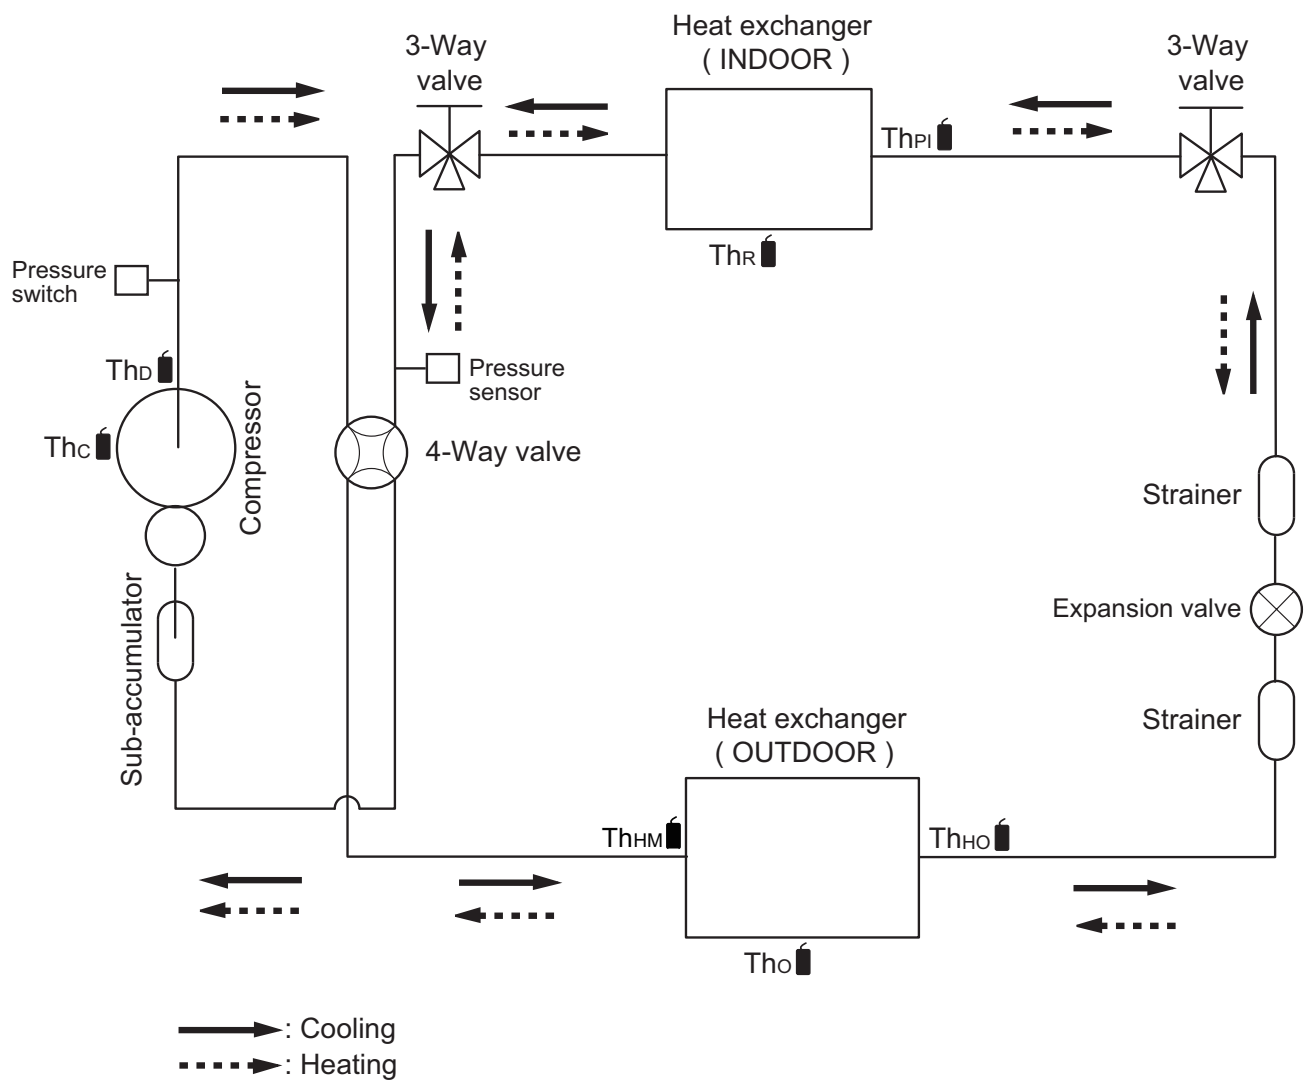 Heat exchanger
( INDOOR )
3-Way
valve
3-Way
valve
ThPI
ThR
Pressure
switch
ThD
Pressure
sensor
ThC
Compressor
4-Way valve
Strainer
Expansion valve
Sub-accumulator
Strainer
Heat exchanger
( OUTDOOR )
ThHM
ThHO
ThO
: Cooling
: Heating